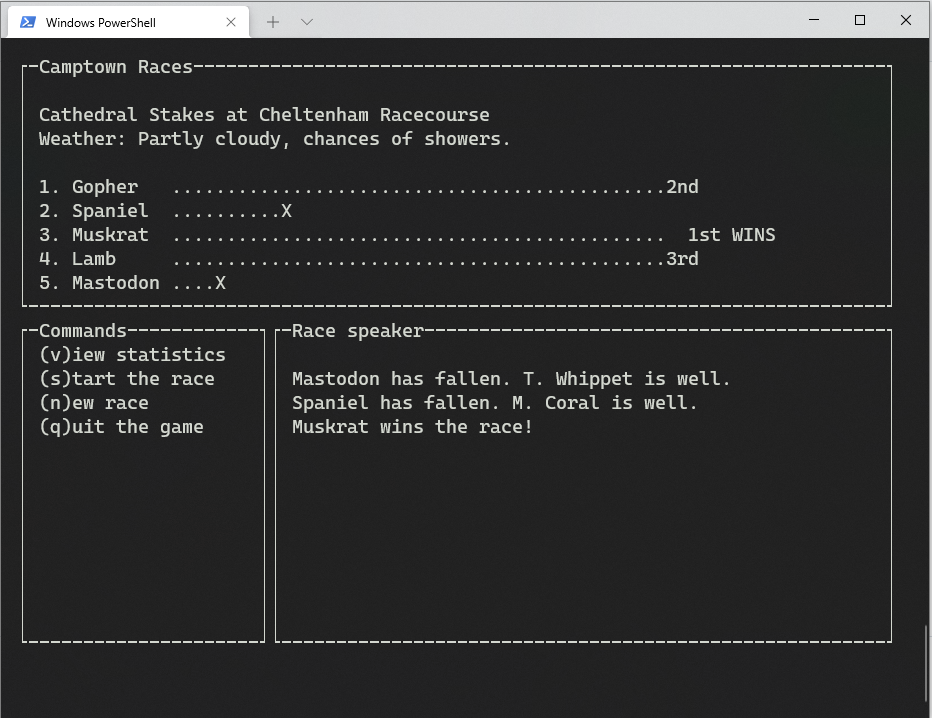 Windows PowerShell
Camptown Races
Cathedral Stakes at Cheltenham Racecourse
Weather: Partly cloudy, chances of showers.
1. Gopher   .............................................2nd
2. Spaniel  ..........X
3. Muskrat  .............................................  1st WINS
4. Lamb     .............................................3rd
5. Mastodon ....X
Commands
(v)iew statistics
(s)tart the race
(n)ew race
(q)uit the game
Race speaker
Mastodon has fallen. T. Whippet is well.
Spaniel has fallen. M. Coral is well.
Muskrat wins the race!